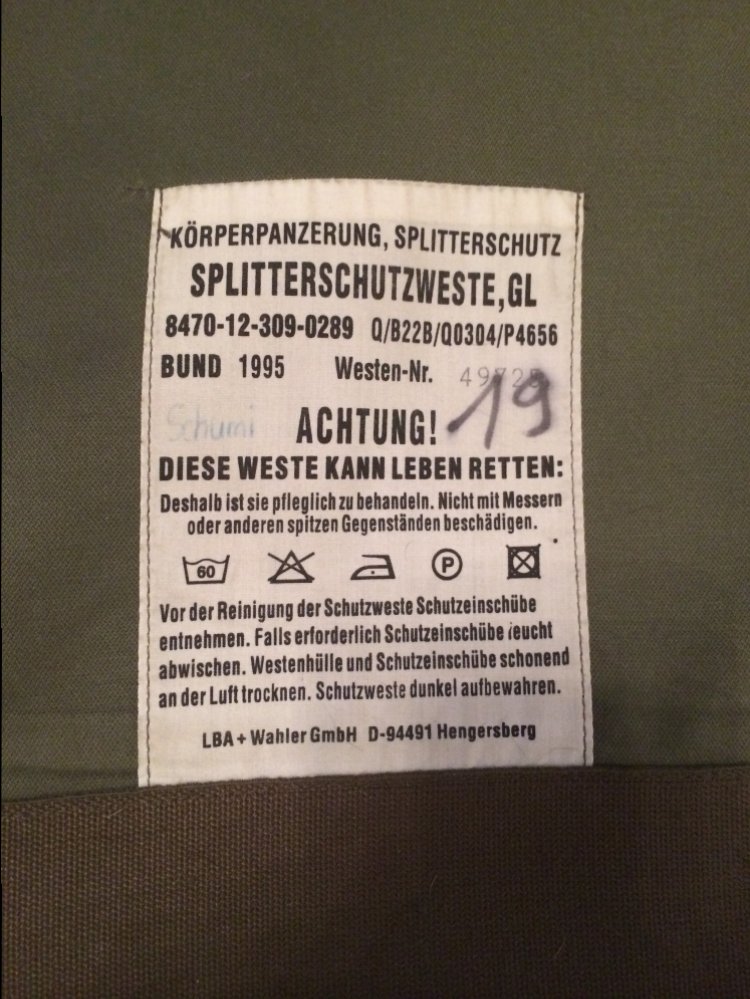 KÖRPERPANZERUNG, SPLITTERSCHUTZ
SPLITTERSCHUTZWESTE,GL
8470-12-309-0289 Q/B22B/Q0304/P4656
BUND 1995 Westen-Nr.
19
Schumi ACHTUNG!
DIESE WESTE KANN LEBEN RETTEN:
Deshalb ist sie pfleglich zu behandeln. Nicht mit Messern
oder anderen spitzen Gegenständen beschädigen.
60 P
Vor der Reinigung der Schutzweste Schutzeinschübe
entnehmen. Falls erforderlich Schutzeinschübe feucht
abwischen. Westenhülle und Schutzeinschübe schonend
an der Luft trocknen. Schutzweste dunkel aufbewahren.
LBA + Wahler GmbH D-94491 Hengersberg